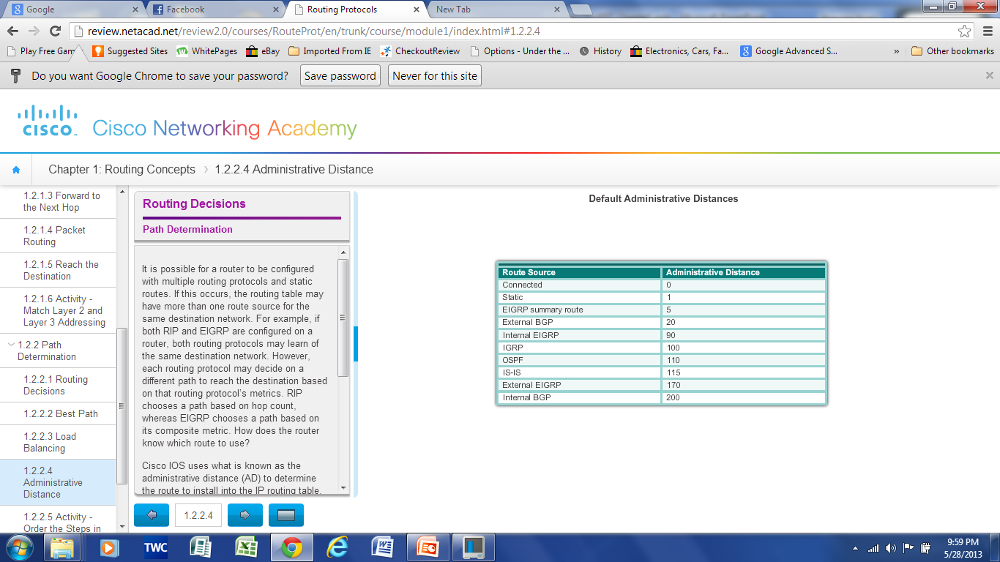 Google
Facebook
Routing Protocols
New Tab
review.netacad.net/review2.0/courses/RouteProt/en/trunk/course/module1/index.html#1.2.2.4
Play Free Gam
Suggested Sites
WhitePages
eBay
Imported From IE
CheckoutReview
Options - Under the ...
History
Electronics, Cars, Fa...
Google Advanced S...
»
Other bookmarks
Do you want Google Chrome to save your password?
Save password
Never for this site
CISCO
Cisco Networking Academy
Chapter 1: Routing Concepts
1.2.2.4 Administrative Distance
1.2.1.3 Forward to
the Next Hop
1.2.1.4 Packet
Routing
1.2.1.5 Reach the
Destination
1.2.1.6 Activity -
Match Layer 2 and
Layer 3 Addressing
1.2.2 Path
Determination
1.2.2.1 Routing
Decisions
1.2.2.2 Best Path
1.2.2.3 Load
Balancing
1.2.2.4
Administrative
Distance
1.2.2.5 Activity -
Order the Steps in
Routing Decisions
Path Determination
It is possible for a router to be configured
with multiple routing protocols and static
routes. If this occurs, the routing table may
have more than one route source for the
same destination network. For example, if
both RIP and EIGRP are configured on a
router, both routing protocols may learn of
the same destination network. However,
each routing protocol may decide on a
different path to reach the destination based
on that routing protocol's metrics. RIP
chooses a path based on hop count,
whereas EIGRP chooses a path based on
its composite metric. How does the router
know which route to use?
Cisco IOS uses what is known as the
administrative distance (AD) to determine
the route to install into the IP routing table.
1.2.2.4
Default Administrative Distances
Route Source Administrative Distance
Connected 0
Static 1
EIGRP summary route 5
External BGP 20
Internal EIGRP 90
IGRP 100
OSPF 110
IS-IS 115
External EIGRP 170
Internal BGP 200
TWC
9:59 PM
5/28/2013